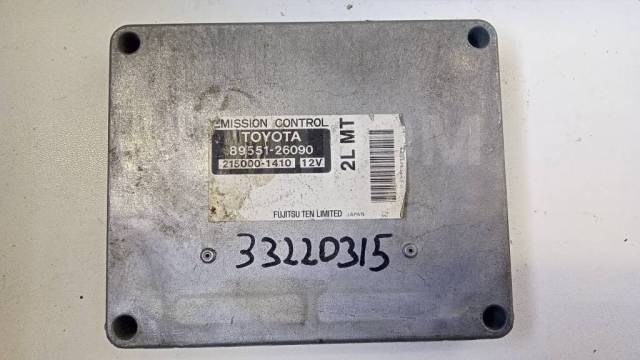 EMISSION CONTROL
TOYOTA
89551-26090
215000-1410 12V
2L MT
FUJITSU TEN LIMITED JAPAN
33220315